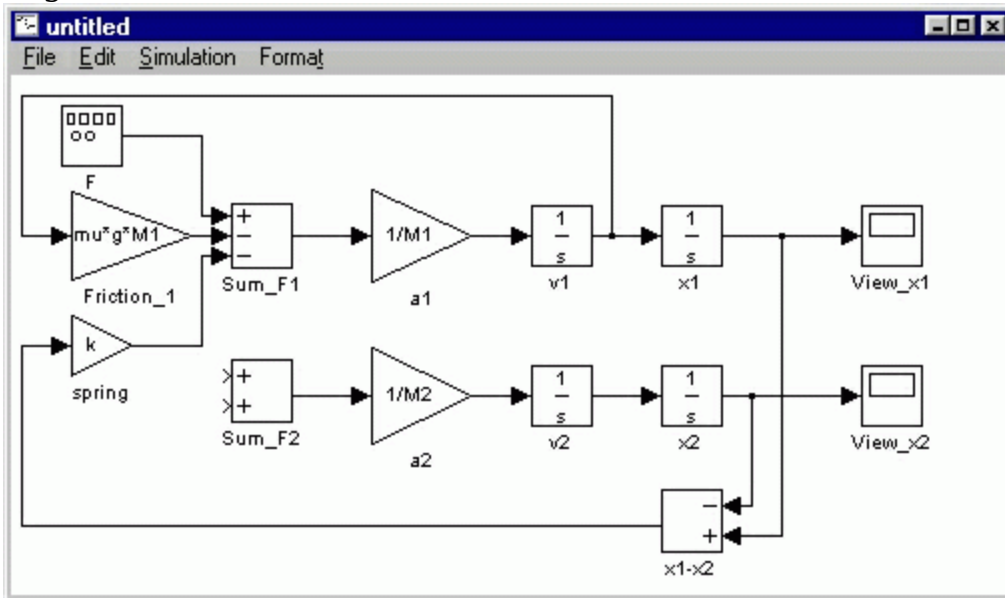 untitled
File Edit Simulation Format
F
mu*g*M1
Friction_1
+
−
−
Sum_F1
1/M1
a1
1
s
v1
1
s
x1
View_x1
k
spring
+
+
Sum_F2
1/M2
a2
1
s
v2
1
s
x2
View_x2
−
+
x1-x2